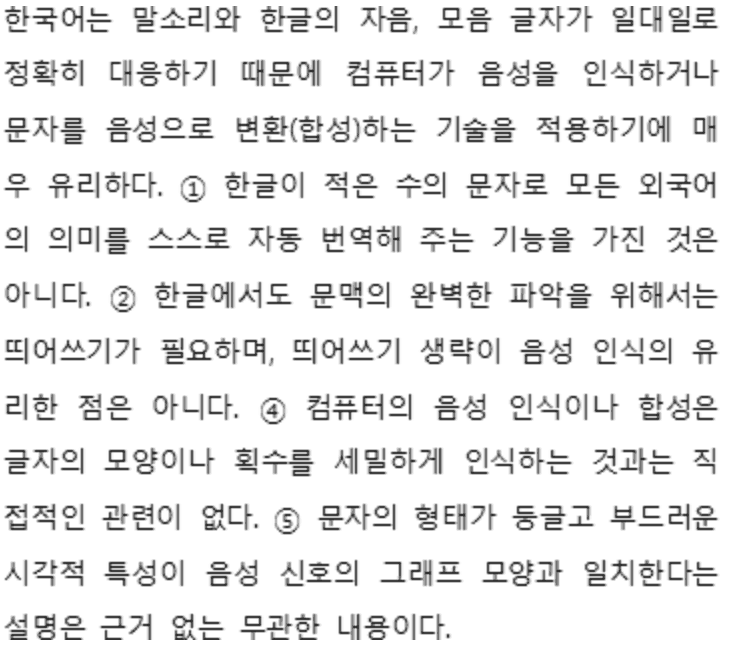 한국어는 말소리와 한글의 자음, 모음 글자가 일대일로
정확히 대응하기 때문에 컴퓨터가 음성을 인식하거나
문자를 음성으로 변환(합성)하는 기술을 적용하기에 매
우 유리하다. ① 한글이 적은 수의 문자로 모든 외국어
의 의미를 스스로 자동 번역해 주는 기능을 가진 것은
아니다. ② 한글에서도 문맥의 완벽한 파악을 위해서는
띄어쓰기가 필요하며, 띄어쓰기 생략이 음성 인식의 유
리한 점은 아니다. ④ 컴퓨터의 음성 인식이나 합성은
글자의 모양이나 획수를 세밀하게 인식하는 것과는 직
접적인 관련이 없다. ⑤ 문자의 형태가 둥글고 부드러운
시각적 특성이 음성 신호의 그래프 모양과 일치한다는
설명은 근거 없는 무관한 내용이다.